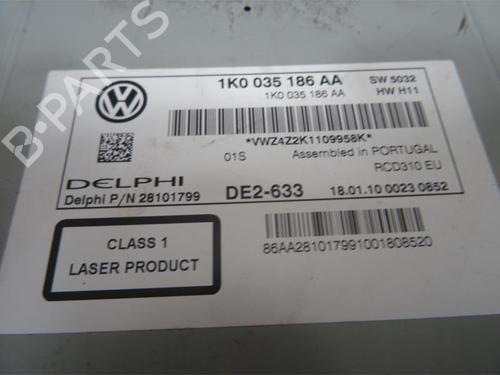 1K0 035 186 AA SW 5032
1K0 035 186 AA HW H11
*VWZ4Z2K1109958K*
01S Assembled in PORTUGAL
RCD310 EU
DELPHI DE2-633 18.01.10 0023 0852
Delphi P/N 28101799
CLASS 1
LASER PRODUCT
86AA281017991001808520
B-PARTS